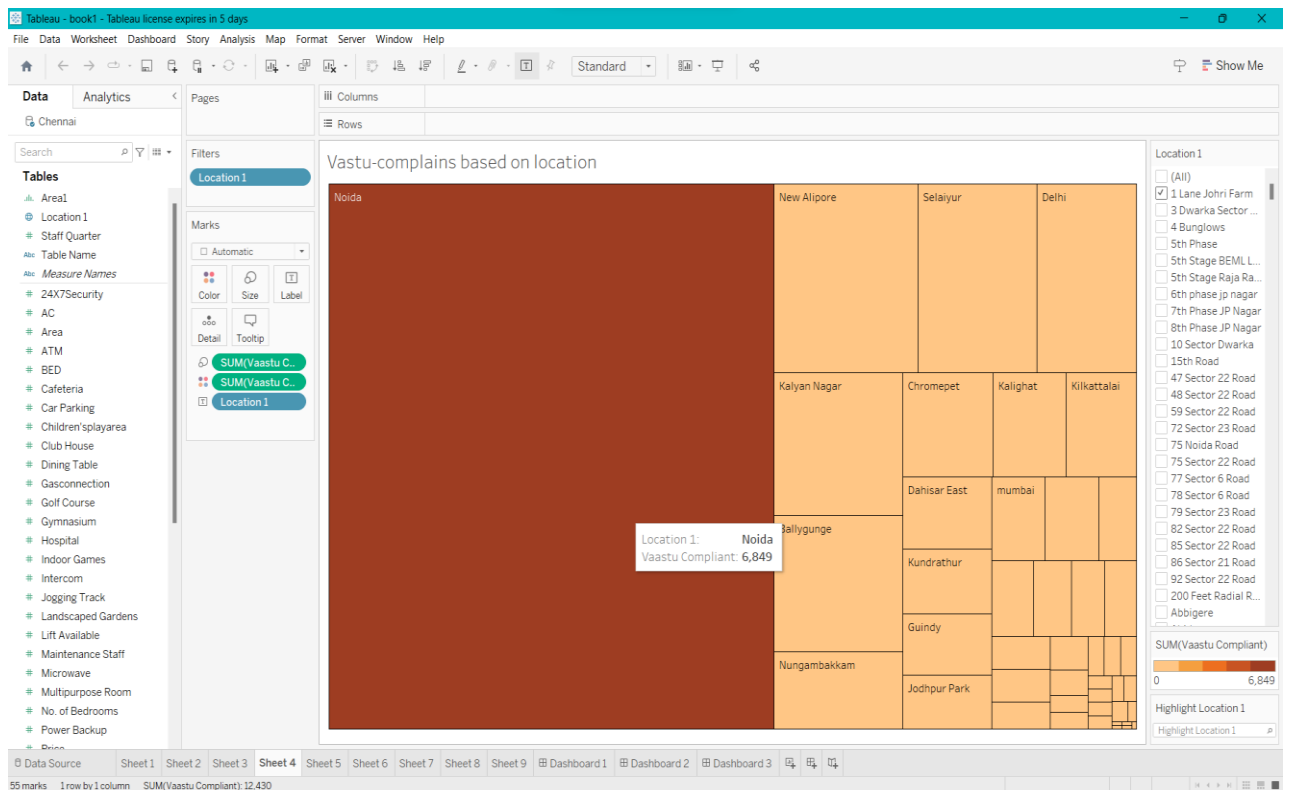 Tableau - book1 - Tableau license expires in 5 days
File Data Worksheet Dashboard Story Analysis Map Format Server Window Help
Standard
Show Me
Data Analytics
Chennai
Search
Tables
Area1
Location 1
Staff Quarter
Abc Table Name
Abc Measure Names
# 24X7Security
# AC
# Area
# ATM
# BED
# Cafeteria
# Car Parking
# Children'splayarea
# Club House
# Dining Table
# Gasconnection
# Golf Course
# Gymnasium
# Hospital
# Indoor Games
# Intercom
# Jogging Track
# Landscaped Gardens
# Lift Available
# Maintenance Staff
# Microwave
# Multipurpose Room
# No. of Bedrooms
# Power Backup
# Price
Pages
Filters
Location 1
Marks
Automatic
Color Size Label
Detail Tooltip
SUM(Vaastu C..
SUM(Vaastu C..
Location 1
Columns
Rows
Vastu-complains based on location
Noida
New Alipore
Selaiyur
Delhi
Kalyan Nagar
Chromepet
Kalighat
Kilkattalai
Dahisar East
mumbai
Ballygunge
Kundrathur
Guindy
Nungambakkam
Jodhpur Park
Location 1: Noida
Vaastu Compliant: 6,849
Location 1
(All)
1 Lane Johri Farm
3 Dwarka Sector ...
4 Bunglows
5th Phase
5th Stage BEML L...
5th Stage Raja Ra...
6th phase jp nagar
7th Phase JP Nagar
8th Phase JP Nagar
10 Sector Dwarka
15th Road
47 Sector 22 Road
48 Sector 22 Road
59 Sector 22 Road
72 Sector 23 Road
75 Noida Road
75 Sector 22 Road
77 Sector 6 Road
78 Sector 6 Road
79 Sector 23 Road
82 Sector 22 Road
85 Sector 22 Road
86 Sector 21 Road
92 Sector 22 Road
200 Feet Radial R...
Abbigere
SUM(Vaastu Compliant)
0 6,849
Highlight Location 1
Highlight Location 1
Data Source Sheet 1 Sheet 2 Sheet 3 Sheet 4 Sheet 5 Sheet 6 Sheet 7 Sheet 8 Sheet 9 Dashboard 1 Dashboard 2 Dashboard 3
55 marks 1 row by 1 column SUM(Vaastu Compliant): 12,430